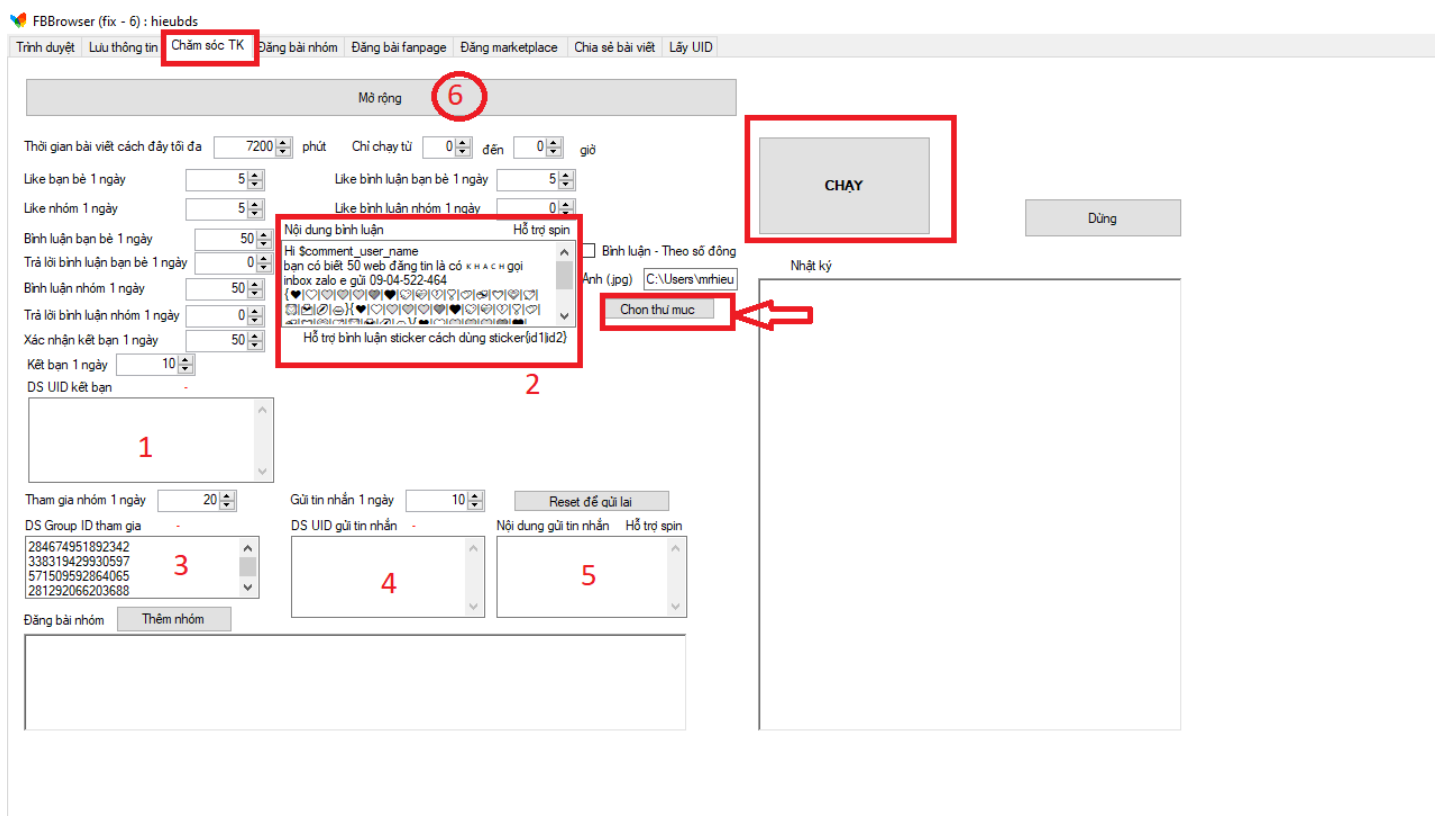 FBBrowser (fix - 6) : hieubds
Trình duyệt Lưu thông tin Chăm sóc TK Đăng bài nhóm Đăng bài fanpage Đăng marketplace Chia sẻ bài viết Lấy UID
Mở rộng 6
Thời gian bài viết cách đây tối đa 7200 phút Chỉ chạy từ 0 đến 0 giờ
Like bạn bè 1 ngày 5 Like bình luận bạn bè 1 ngày 5
CHẠY
Like nhóm 1 ngày 5 Like bình luận nhóm 1 ngày 0
Dừng
Nội dung bình luận Hỗ trợ spin
Bình luận bạn bè 1 ngày 50
Hi $comment_user_name
Bình luận - Theo số đông
Trả lời bình luận bạn bè 1 ngày 0
bạn có biết 50 web đăng tin là có ᴋʜᴀᴄʜ gọi
Nhật ký
inbox zalo e gửi 09-04-522-464
Ảnh (.jpg) C:\Users\mrhieu
Bình luận nhóm 1 ngày 50
Chon thư mục
Trả lời bình luận nhóm 1 ngày 0
Xác nhận kết bạn 1 ngày 50
Hỗ trợ bình luận sticker cách dùng sticker{id1|id2}
Kết bạn 1 ngày 10
2
DS UID kết bạn -
1
Tham gia nhóm 1 ngày 20 Gửi tin nhắn 1 ngày 10 Reset để gửi lại
DS Group ID tham gia - DS UID gửi tin nhắn - Nội dung gửi tin nhắn Hỗ trợ spin
284674951892342
338319429930597
571509592864065
281292066203688
3
4
5
Đăng bài nhóm Thêm nhóm